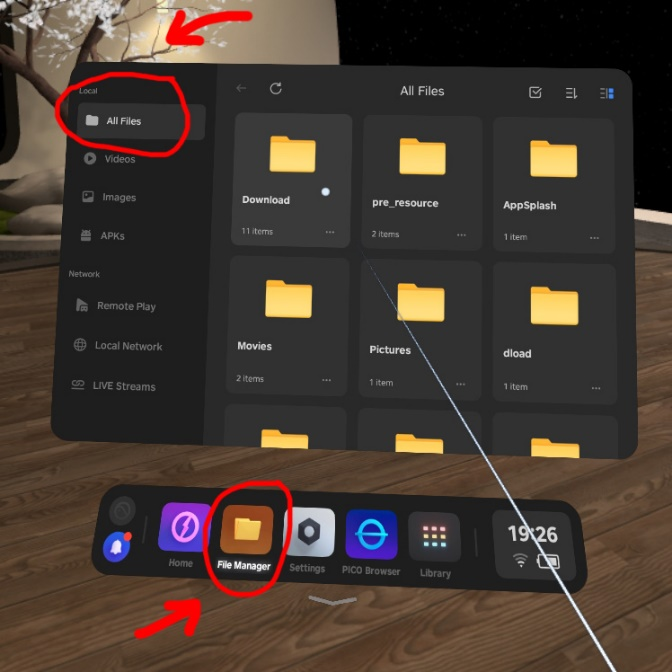 Local
All Files
All Files
Videos
Images
APKs
Network
Remote Play
Local Network
LIVE Streams
Download
11 items
pre_resource
2 items
AppSplash
1 item
Movies
2 items
Pictures
1 item
dload
1 item
Home
File Manager
Settings
PICO Browser
Library
19:26